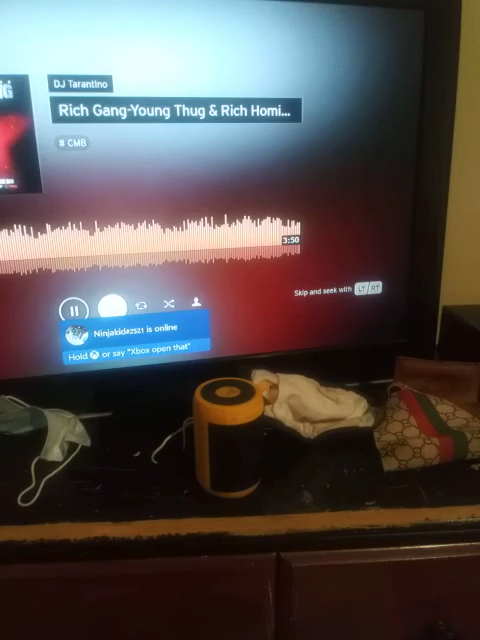 DJ Tarantino
Rich Gang-Young Thug & Rich Homi...
# CMB
3:50
Skip and seek with LT / RT
Ninjakid#2521 is online
Hold or say "Xbox open that"